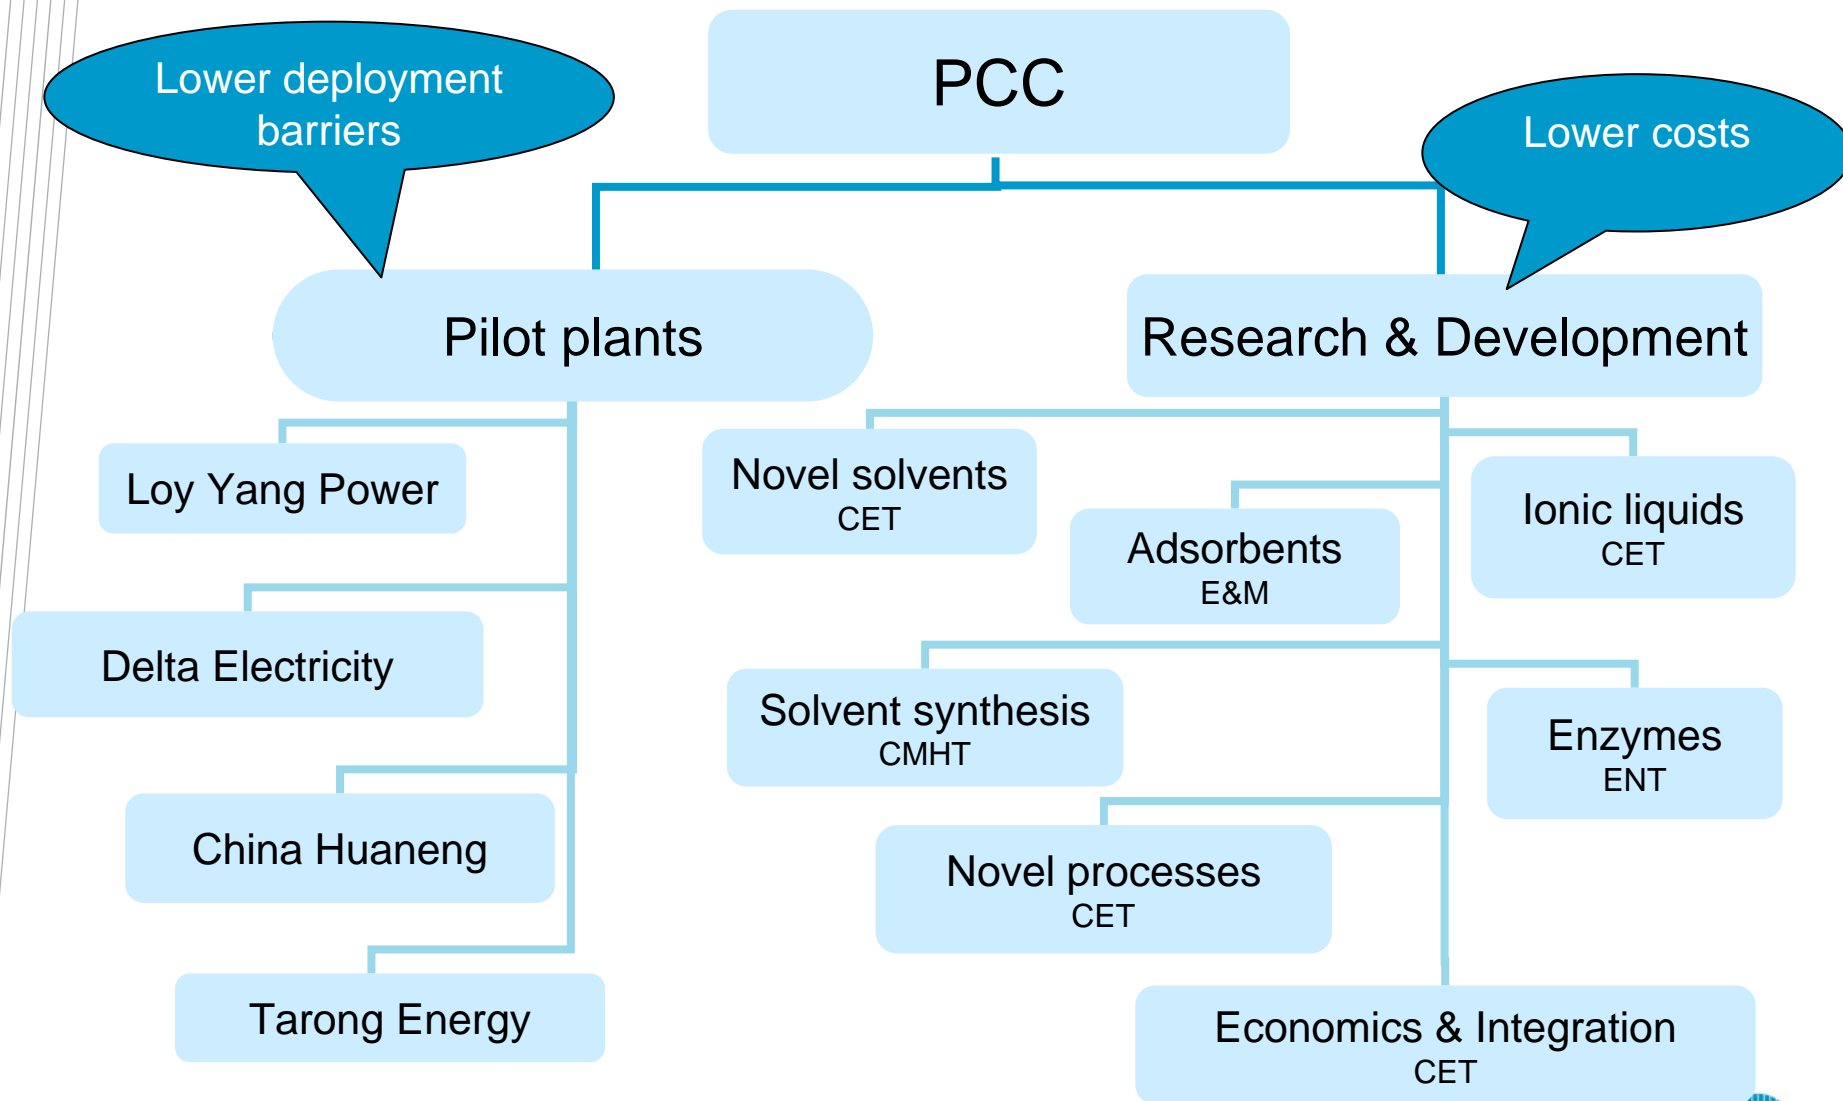 PCC
Lower deployment
barriers
Lower costs
Pilot plants
Research & Development
Loy Yang Power
Delta Electricity
China Huaneng
Tarong Energy
Novel solvents
CET
Adsorbents
E&M
Ionic liquids
CET
Solvent synthesis
CMHT
Enzymes
ENT
Novel processes
CET
Economics & Integration
CET